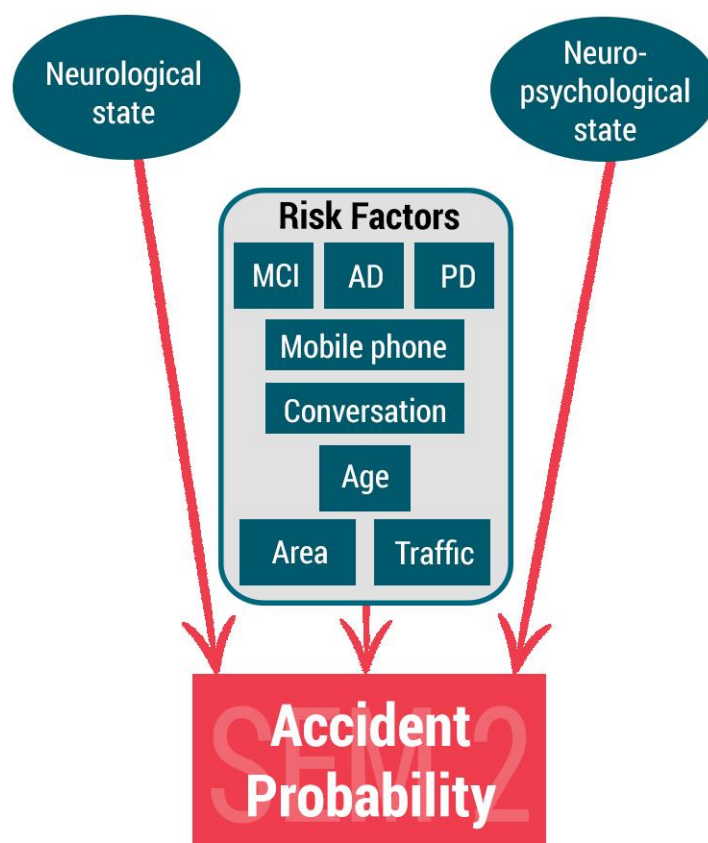 Neurological
state
Neuro-
psychological
state
Risk Factors
MCI AD PD
Mobile phone
Conversation
Age
Area Traffic
SEM 2
Accident
Probability